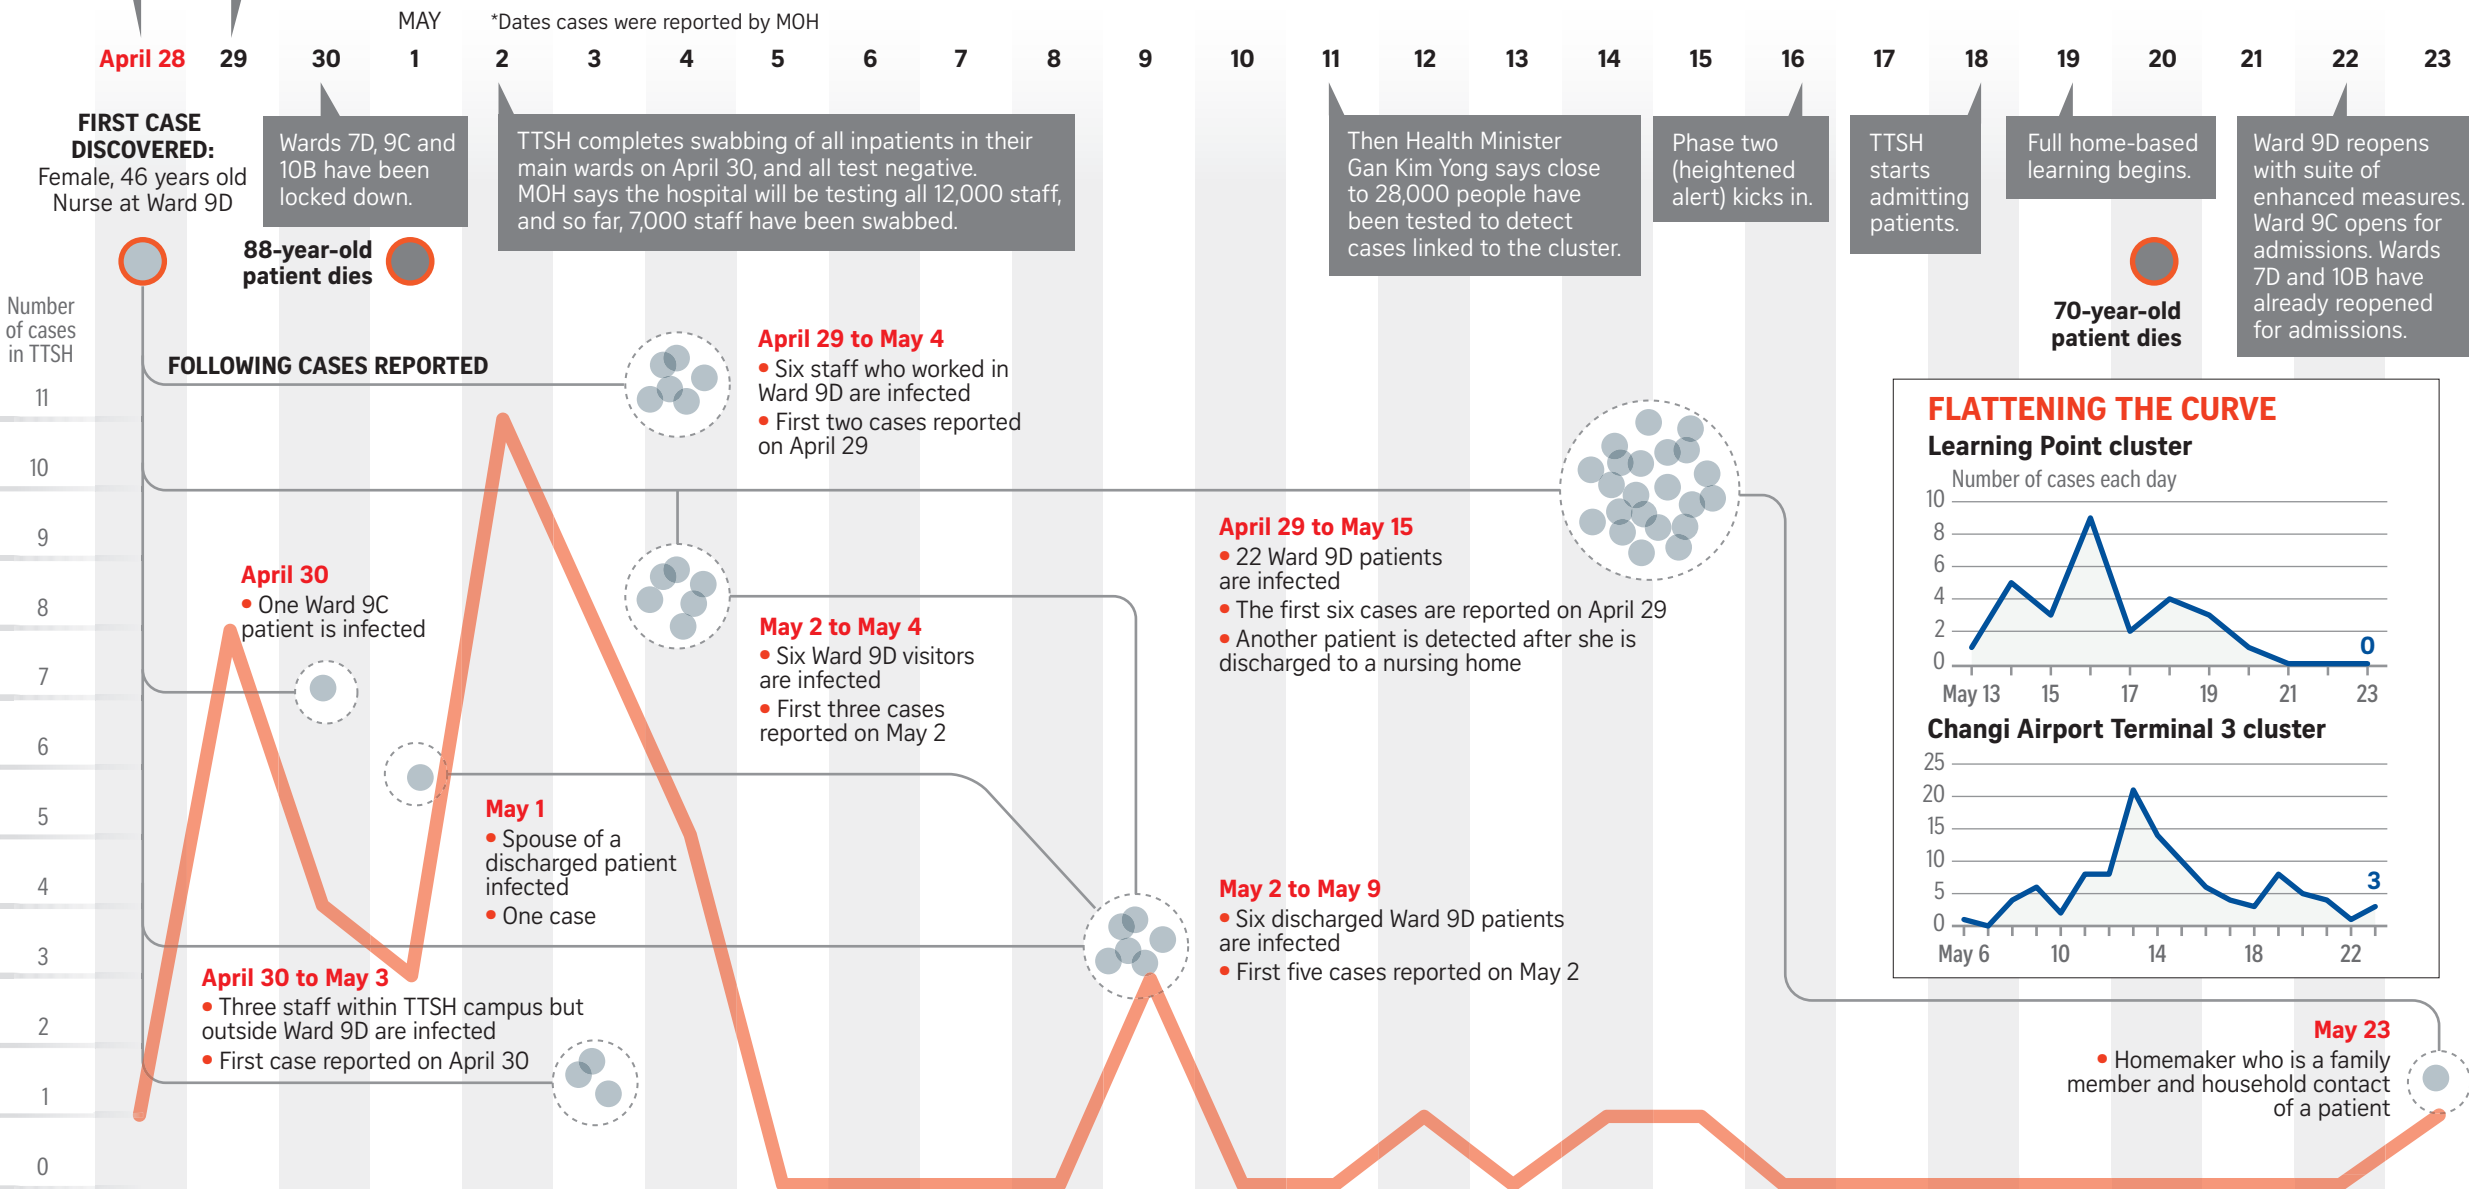 MAY
*Dates cases were reported by MOH
April 28 29 30 1 2 3 4 5 6 7 8 9 10 11 12 13 14 15 16 17 18 19 20 21 22 23
FIRST CASE
DISCOVERED:
Female, 46 years old
Nurse at Ward 9D
Wards 7D, 9C and
10B have been
locked down.
88-year-old
patient dies
TTSH completes swabbing of all inpatients in their
main wards on April 30, and all test negative.
MOH says the hospital will be testing all 12,000 staff,
and so far, 7,000 staff have been swabbed.
Then Health Minister
Gan Kim Yong says close
to 28,000 people have
been tested to detect
cases linked to the cluster.
Phase two
(heightened
alert) kicks in.
TTSH
starts
admitting
patients.
Full home-based
learning begins.
70-year-old
patient dies
Ward 9D reopens
with suite of
enhanced measures.
Ward 9C opens for
admissions. Wards
7D and 10B have
already reopened
for admissions.
Number
of cases
in TTSH
11
10
9
8
7
6
5
4
3
2
1
0
FOLLOWING CASES REPORTED
April 29 to May 4
• Six staff who worked in
Ward 9D are infected
• First two cases reported
on April 29
April 30
• One Ward 9C
patient is infected
May 2 to May 4
• Six Ward 9D visitors
are infected
• First three cases
reported on May 2
April 29 to May 15
• 22 Ward 9D patients
are infected
• The first six cases are reported on April 29
• Another patient is detected after she is
discharged to a nursing home
May 1
• Spouse of a
discharged patient
infected
• One case
May 2 to May 9
• Six discharged Ward 9D patients
are infected
• First five cases reported on May 2
April 30 to May 3
• Three staff within TTSH campus but
outside Ward 9D are infected
• First case reported on April 30
FLATTENING THE CURVE
Learning Point cluster
Number of cases each day
10
8
6
4
2
0
0
May 13 15 17 19 21 23
Changi Airport Terminal 3 cluster
25
20
15
10
5
0
3
May 6 10 14 18 22
May 23
• Homemaker who is a family
member and household contact
of a patient